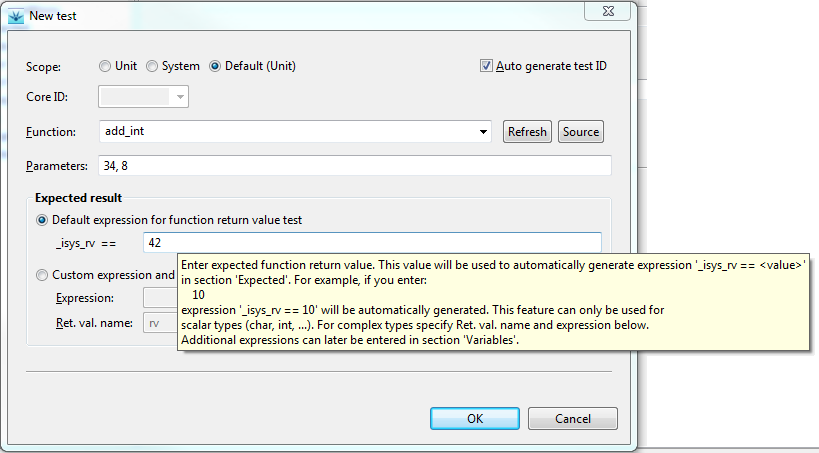 New test
Scope: Unit System Default (Unit) Auto generate test ID
Core ID:
Function: add_int Refresh Source
Parameters: 34, 8
Expected result
Default expression for function return value test
_isys_rv == 42
Enter expected function return value. This value will be used to automatically generate expression '_isys_rv == <value>'
Custom expression and in section 'Expected'. For example, if you enter:
Expression: 10
expression '_isys_rv == 10' will be automatically generated. This feature can only be used for
Ret. val. name: rv scalar types (char, int, ...). For complex types specify Ret. val. name and expression below.
Additional expressions can later be entered in section 'Variables'.
OK Cancel